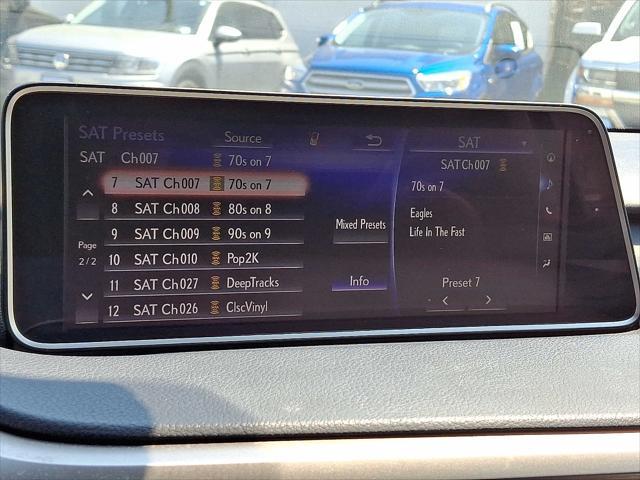 SAT Presets Source SAT
SAT Ch007 70s on 7 SAT Ch007
7 SAT Ch007 70s on 7 70s on 7
8 SAT Ch008 80s on 8 Eagles
9 SAT Ch009 90s on 9 Mixed Presets Life In The Fast
Page
2/2
10 SAT Ch010 Pop2K
11 SAT Ch027 DeepTracks Info Preset 7
12 SAT Ch026 ClscVinyl